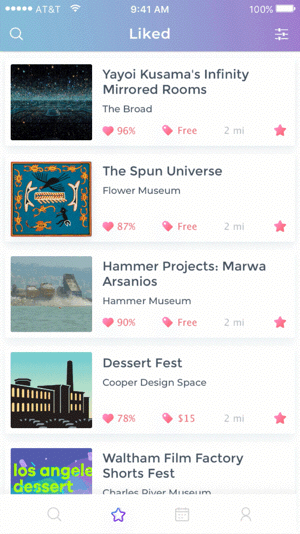 AT&T 9:41 AM 100%
Liked
Yayoi Kusama's Infinity
Mirrored Rooms
The Broad
96% Free 2 mi
The Spun Universe
Flower Museum
87% Free 2 mi
Hammer Projects: Marwa
Arsanios
Hammer Museum
90% Free 2 mi
Dessert Fest
Cooper Design Space
78% $15 2 mi
los angele
dessert
Waltham Film Factory
Shorts Fest
Charles River Museum